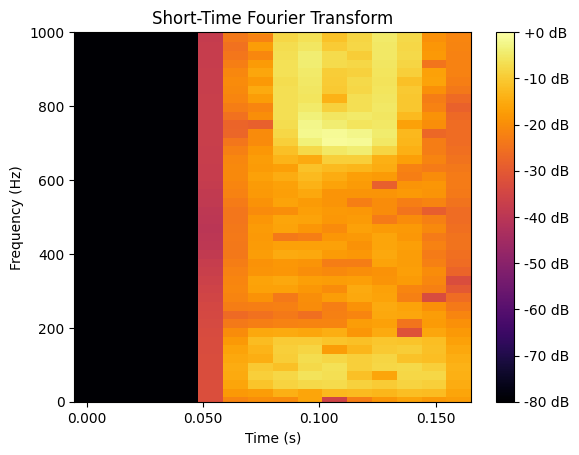 Short-Time Fourier Transform
1000
800
600
400
200
0
Frequency (Hz)
0.000
0.050
0.100
0.150
Time (s)
+0 dB
-10 dB
-20 dB
-30 dB
-40 dB
-50 dB
-60 dB
-70 dB
-80 dB